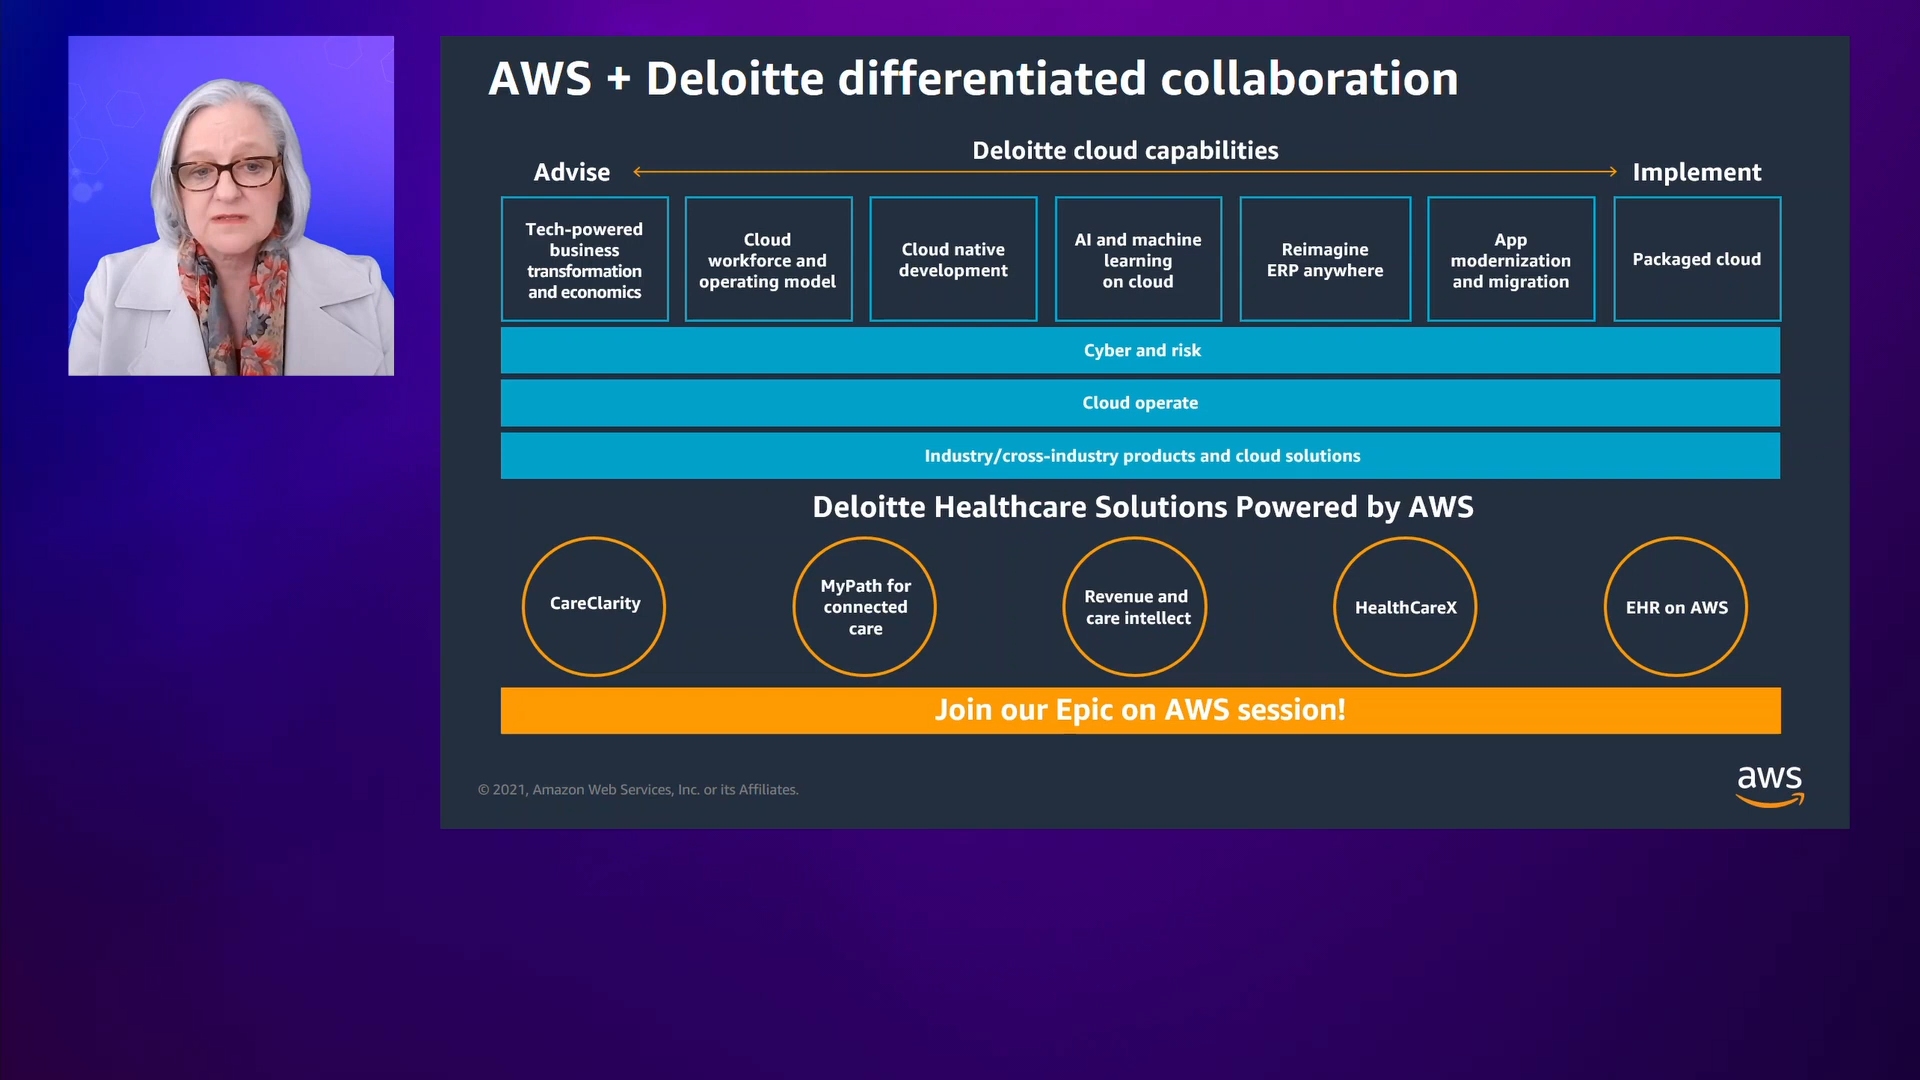 AWS + Deloitte differentiated collaboration
Deloitte cloud capabilities
Advise
Implement
Tech-powered
business
transformation
and economics
Cloud
workforce and
operating model
Cloud native
development
AI and machine
learning
on cloud
Reimagine
ERP anywhere
App
modernization
and migration
Packaged cloud
Cyber and risk
Cloud operate
Industry/cross-industry products and cloud solutions
Deloitte Healthcare Solutions Powered by AWS
CareClarity
MyPath for
connected
care
Revenue and
care intellect
HealthCareX
EHR on AWS
Join our Epic on AWS session!
© 2021, Amazon Web Services, Inc. or its Affiliates.
aws